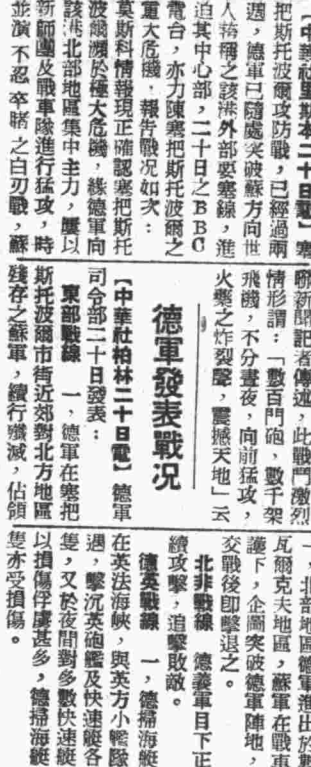 【中華社里斯本二十日電】塞
把斯托波爾攻防戰,已經過兩
週,德軍已隨處突破蘇方向世
人誇稱之該港外部要塞線,進
迫其中心部,二十日之BBC
電台,亦力陳塞把斯托波爾之
重大危機,報告戰況如次:
莫斯科情報現正確認塞把斯托
波爾瀕於極大危機,緣德軍向
該港北部地區集中主力,屢以
新師團及戰車隊進行猛攻,時
並演不忍卒睹之白刃戰,蘇
聯新聞記者傳述,此戰鬥激烈
情形謂:「數百門砲,數千架
飛機,不分晝夜,向前猛攻,
火藥之炸裂聲,震撼天地」云
德軍發表戰況
【中華社柏林二十日電】德軍
司令部二十日發表:
東部戰線 一,德軍在塞把
斯托波爾市街近郊對北方地區
殘存之蘇軍,續行殲滅,佔領
一,北部地區德軍進出於
瓦爾克夫地區,蘇軍在戰車
護下,企圖突破德軍陣地,
交戰後即擊退之。
北非戰線 德義軍目下正
續攻擊,追擊敗敵。
德英戰線 一,德掃海艇
在英法海峽,與英方小艦隊
遇,擊沉英砲艦及快速艇各
隻,又於夜間對多數快速艇
以損傷俘虜甚多,德掃海艇
隻亦受損傷。